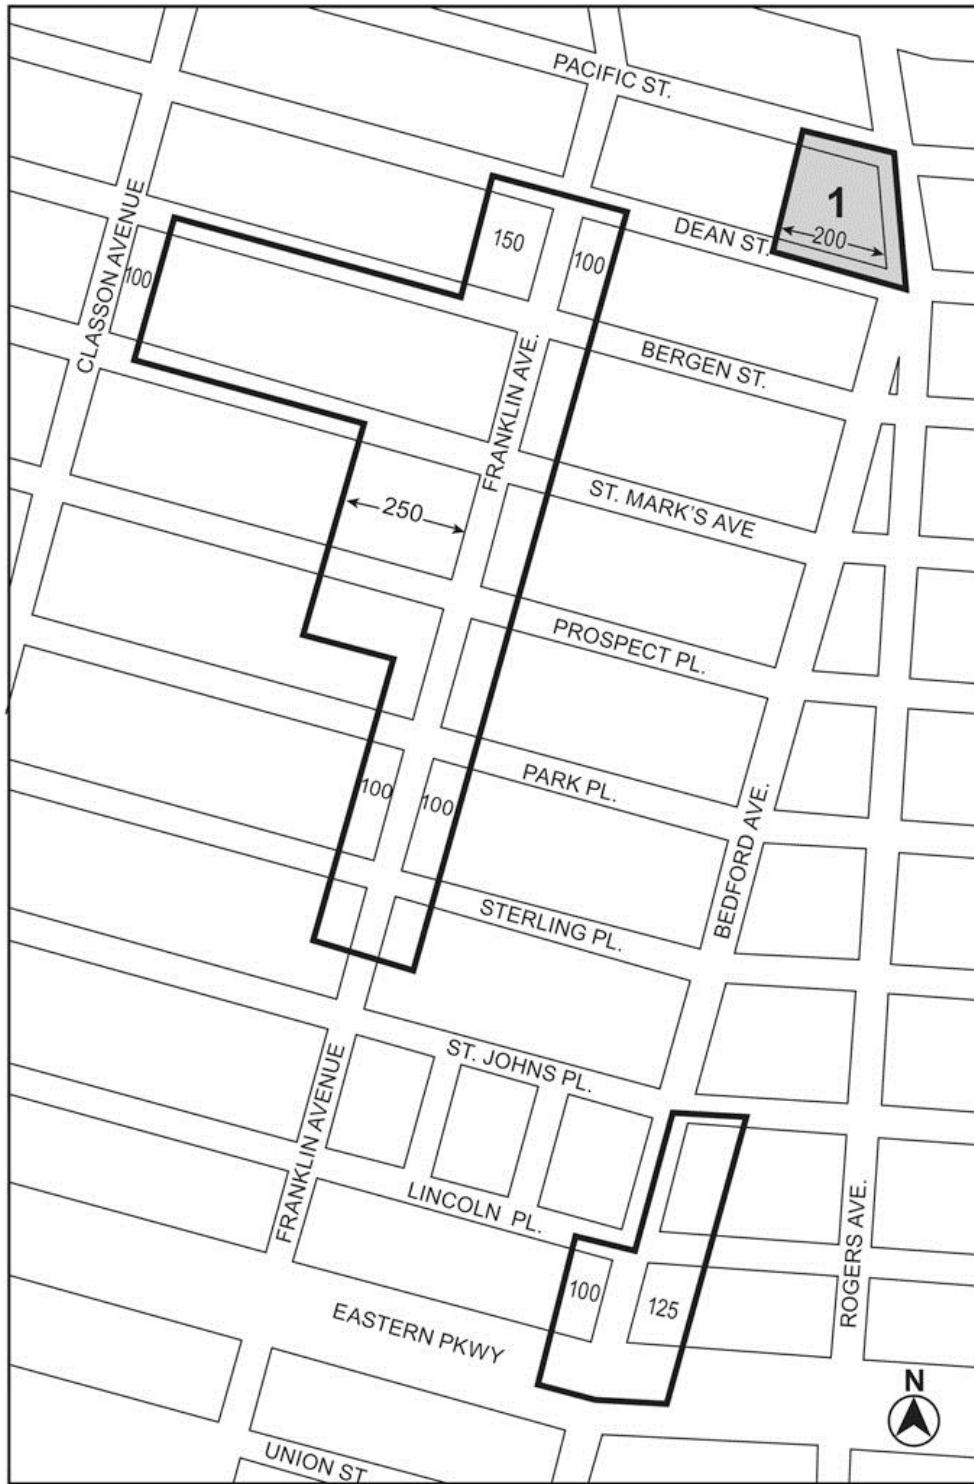 PACIFIC ST.
1
200
DEAN ST.
150
100
CLASSON AVENUE
100
BERGEN ST.
FRANKLIN AVE.
250
ST. MARK'S AVE
PROSPECT PL.
PARK PL.
100
100
BEDFORD AVE.
STERLING PL.
ST. JOHNS PL.
FRANKLIN AVENUE
LINCOLN PL.
ROGERS AVE.
100
125
EASTERN PKWY
N
UNION ST.